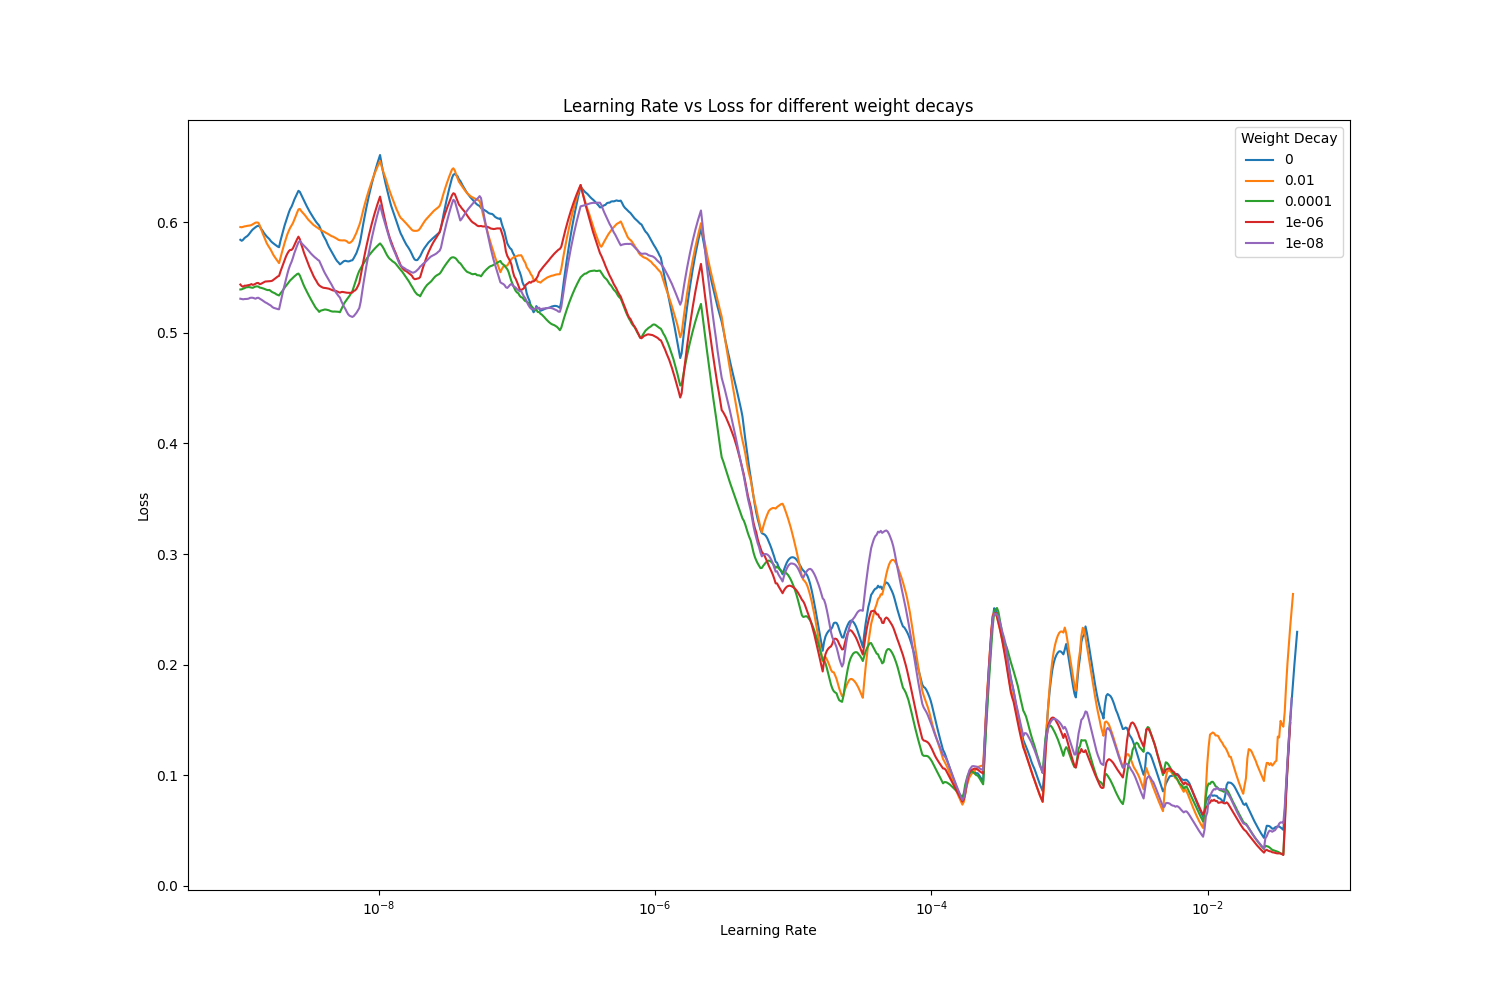 Learning Rate vs Loss for different weight decays
Weight Decay
0
0.01
0.0001
1e-06
1e-08
0.6
0.5
0.4
0.3
0.2
0.1
0.0
Loss
10⁻⁸
10⁻⁶
10⁻⁴
10⁻²
Learning Rate